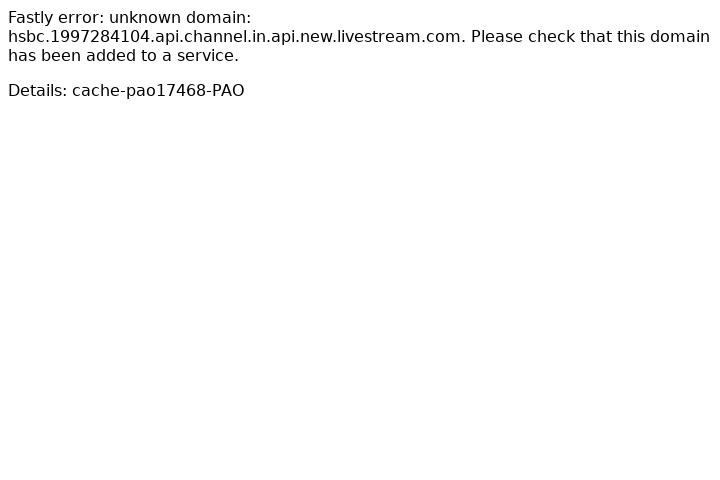 Fastly error: unknown domain:
hsbc.1997284104.api.channel.in.api.new.livestream.com. Please check that this domain
has been added to a service.
Details: cache-pao17468-PAO